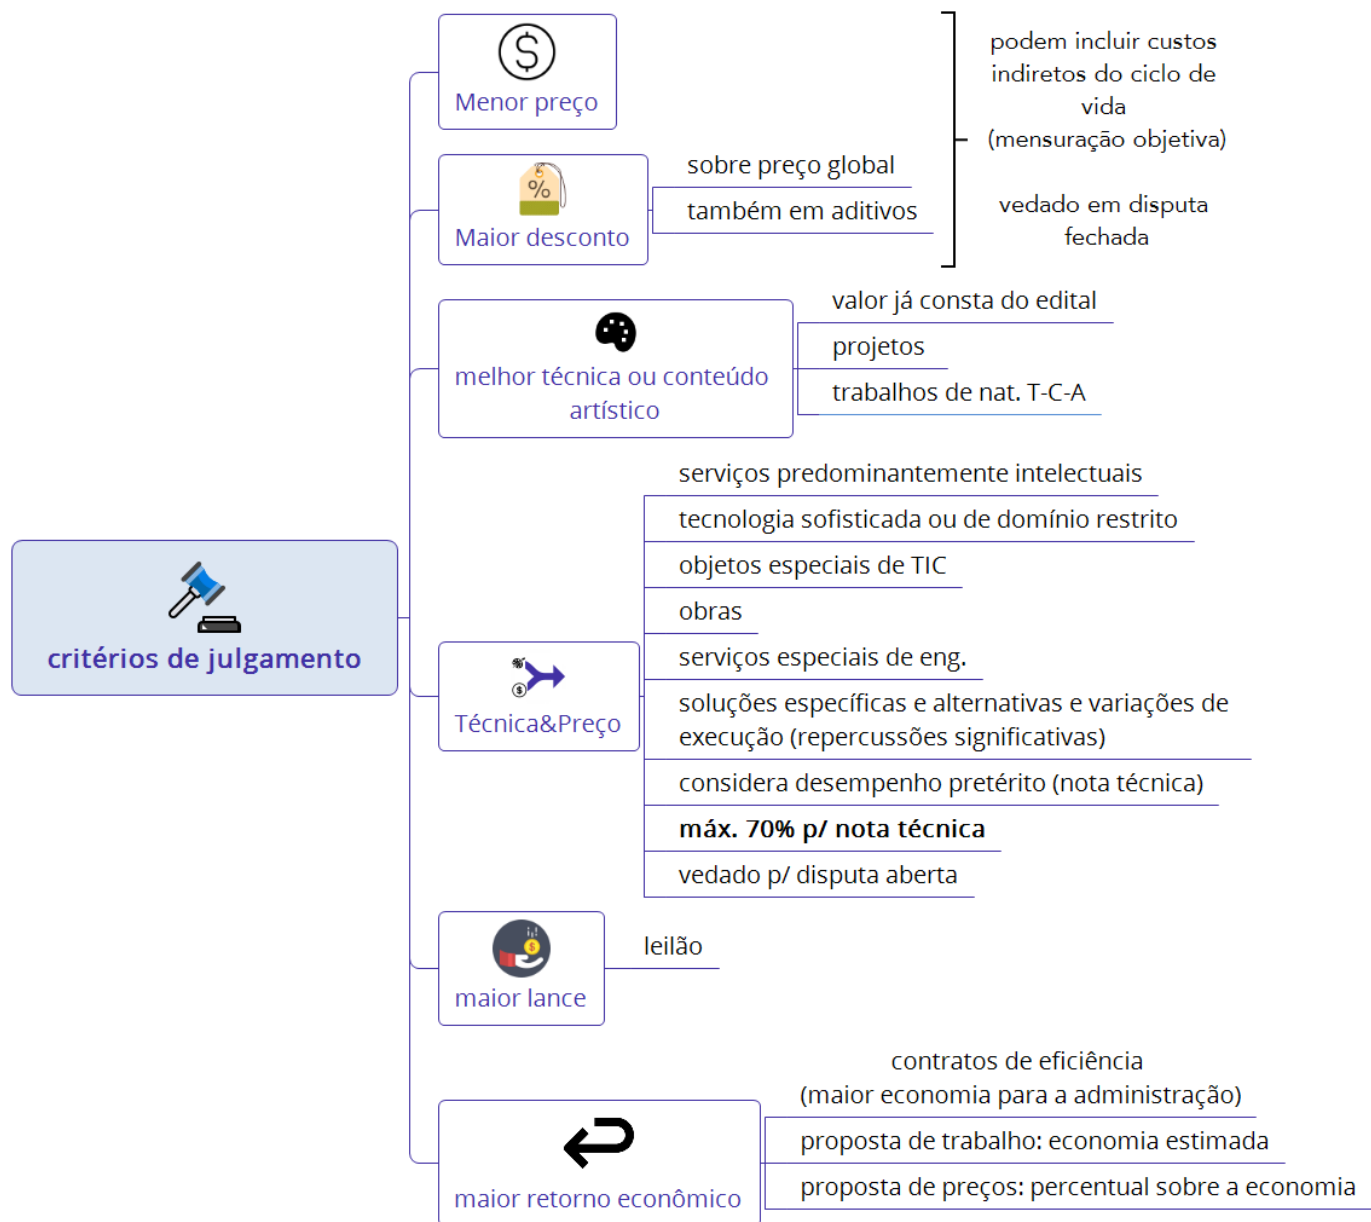 $
Menor preço
podem incluir custos
indiretos do ciclo de
vida
(mensuração objetiva)
vedado em disputa
fechada
%
Maior desconto
sobre preço global
também em aditivos
melhor técnica ou conteúdo
artístico
valor já consta do edital
projetos
trabalhos de nat. T-C-A
critérios de julgamento
$
Técnica&Preço
serviços predominantemente intelectuais
tecnologia sofisticada ou de domínio restrito
objetos especiais de TIC
obras
serviços especiais de eng.
soluções específicas e alternativas e variações de
execução (repercussões significativas)
considera desempenho pretérito (nota técnica)
máx. 70% p/ nota técnica
vedado p/ disputa aberta
$
maior lance
leilão
maior retorno econômico
contratos de eficiência
(maior economia para a administração)
proposta de trabalho: economia estimada
proposta de preços: percentual sobre a economia